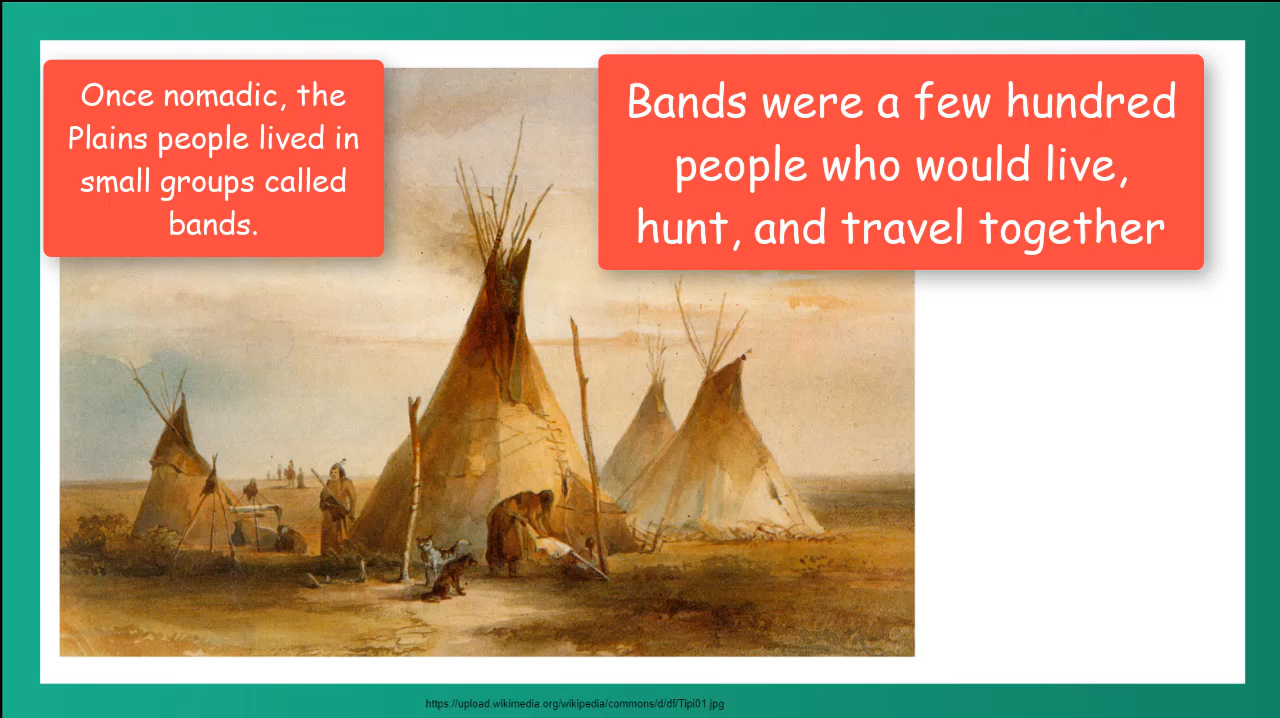 Once nomadic, the
Plains people lived in
small groups called
bands.
Bands were a few hundred
people who would live,
hunt, and travel together
https://upload.wikimedia.org/wikipedia/commons/d/df/Tipi01.jpg